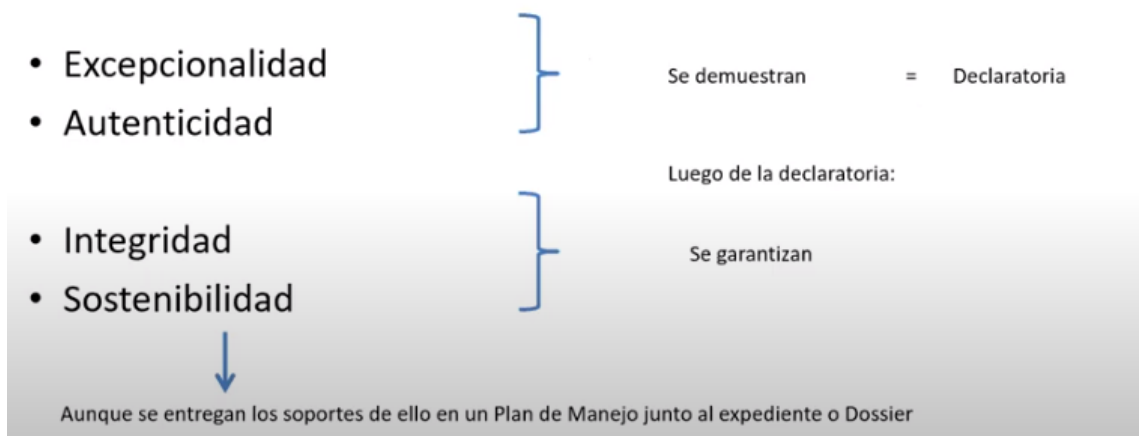 • Excepcionalidad
• Autenticidad
Se demuestran = Declaratoria
Luego de la declaratoria:
• Integridad
• Sostenibilidad
Se garantizan
Aunque se entregan los soportes de ello en un Plan de Manejo junto al expediente o Dossier